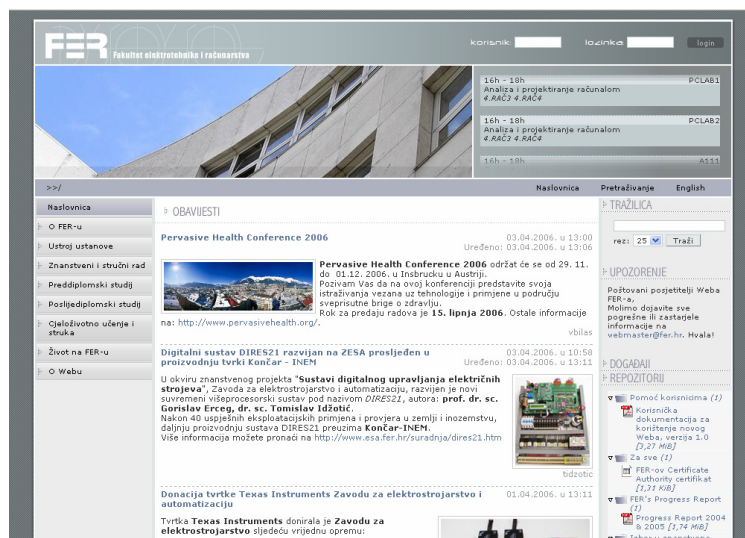 FER
Fakultet elektrotehnike i računarstva
korisnik:
lozinka:
login
16h - 18h PCLAB1
Analiza i projektiranje računalom
4.RAČ3 4.RAČ4
16h - 18h PCLAB2
Analiza i projektiranje računalom
4.RAČ3 4.RAČ4
16h - 18h A111
>>/
Naslovnica Pretraživanje English
Naslovnica
O FER-u
Ustroj ustanove
Znanstveni i stručni rad
Preddiplomski studij
Poslijediplomski studij
Cjeloživotno učenje i
struka
Život na FER-u
O Webu
OBAVIJESTI
Pervasive Health Conference 2006 03.04.2006. u 13:00
Uređeno: 03.04.2006. u 13:06
Pervasive Health Conference 2006 održat će se od 29. 11.
do 01.12. 2006. u Insbrucku u Austriji.
Pozivam Vas da na ovoj konferenciji predstavite svoja
istraživanja vezana uz tehnologije i primjene u području
sveprisutne brige o zdravlju.
Rok za predaju radova je 15. lipnja 2006. Ostale informacije
na: http://www.pervasivehealth.org/.
vbilas
Digitalni sustav DIRES21 razvijan na ZESA prosljeđen u 03.04.2006. u 10:58
proizvodnju tvrki Končar - INEM Uređeno: 03.04.2006. u 13:11
U okviru znanstvenog projekta "Sustavi digitalnog upravljanja električnih
strojeva", Zavoda za elektrostrojarstvo i automatizaciju, razvijen je novi
suvremeni višeprocesorski sustav pod nazivom DIRES21, autora: prof. dr. sc.
Gorislav Erceg, dr. sc. Tomislav Idžotić.
Nakon 40 uspješnih eksploatacijskih primjena i provjera u zemlji i inozemstvu,
daljnju proizvodnju sustava DIRES21 preuzima Končar-INEM.
Više informacija možete pronaći na http://www.esa.fer.hr/suradnja/dires21.htm
tidzotic
Donacija tvrtke Texas Instruments Zavodu za elektrostrojarstvo i 01.04.2006. u 13:11
automatizaciju
Tvrtka Texas Instruments donirala je Zavodu za
elektrostrojarstvo sljedeću vrijednu opremu:
TRAŽILICA
rez: 25 Traži
UPOZORENJE
Poštovani posjetitelji Weba
FER-a,
Molimo dojavite sve
pogrešne ili zastarjele
informacije na
webmaster@fer.hr. Hvala!
DOGAĐAJI
REPOZITORIJ
Pomoć korisnicima (1)
Korisnička
dokumentacija za
korištenje novog
Weba, verzija 1.0
[3,27 MiB]
Za sve (1)
FER-ov Certificate
Authority certifikat
[1,31 KiB]
FER's Progress Report
(1)
Progress Report 2004
& 2005 [1,74 MiB]